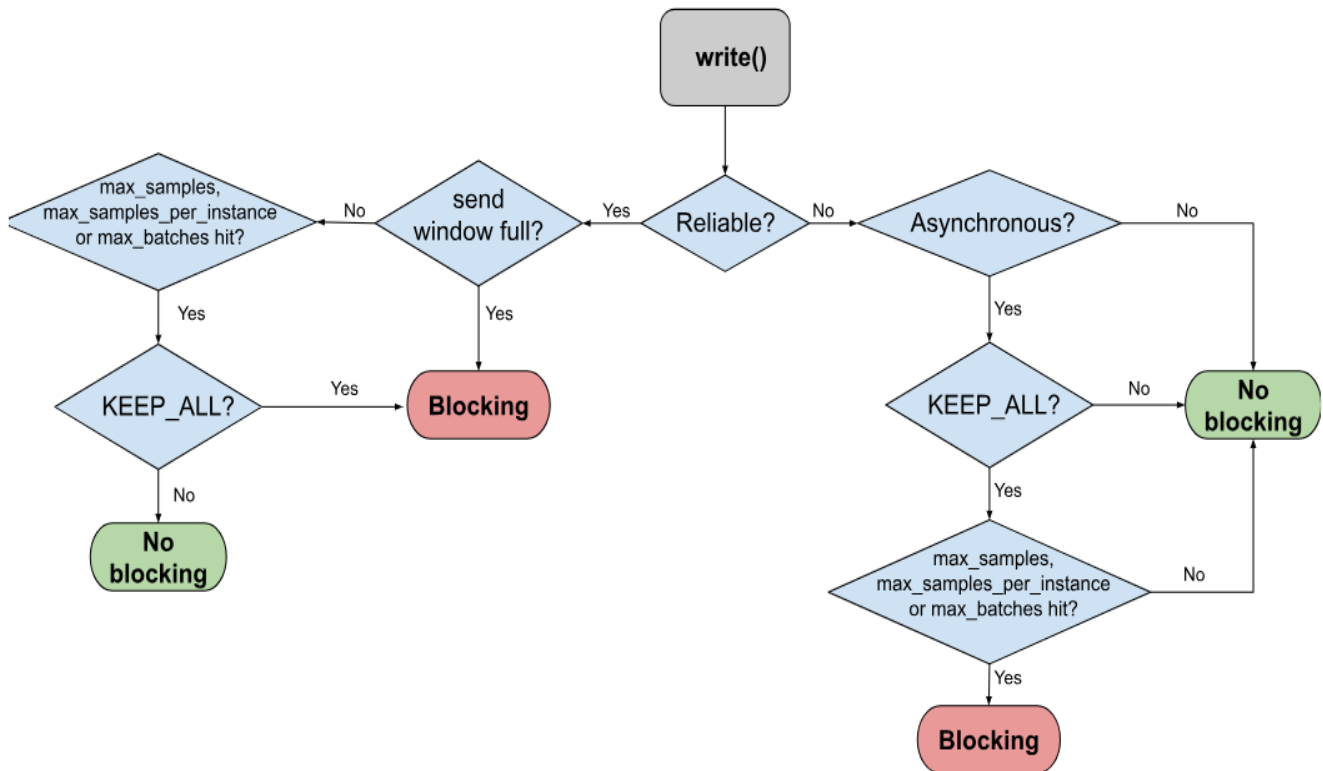 write()
max_samples,
max_samples_per_instance
or max_batches hit?
No
send
window full?
Yes
Reliable?
No
Asynchronous?
No
Yes
Yes
Yes
KEEP_ALL?
Yes
Blocking
KEEP_ALL?
No
No
blocking
No
Yes
No
blocking
max_samples,
max_samples_per_instance
or max_batches hit?
No
Yes
Blocking